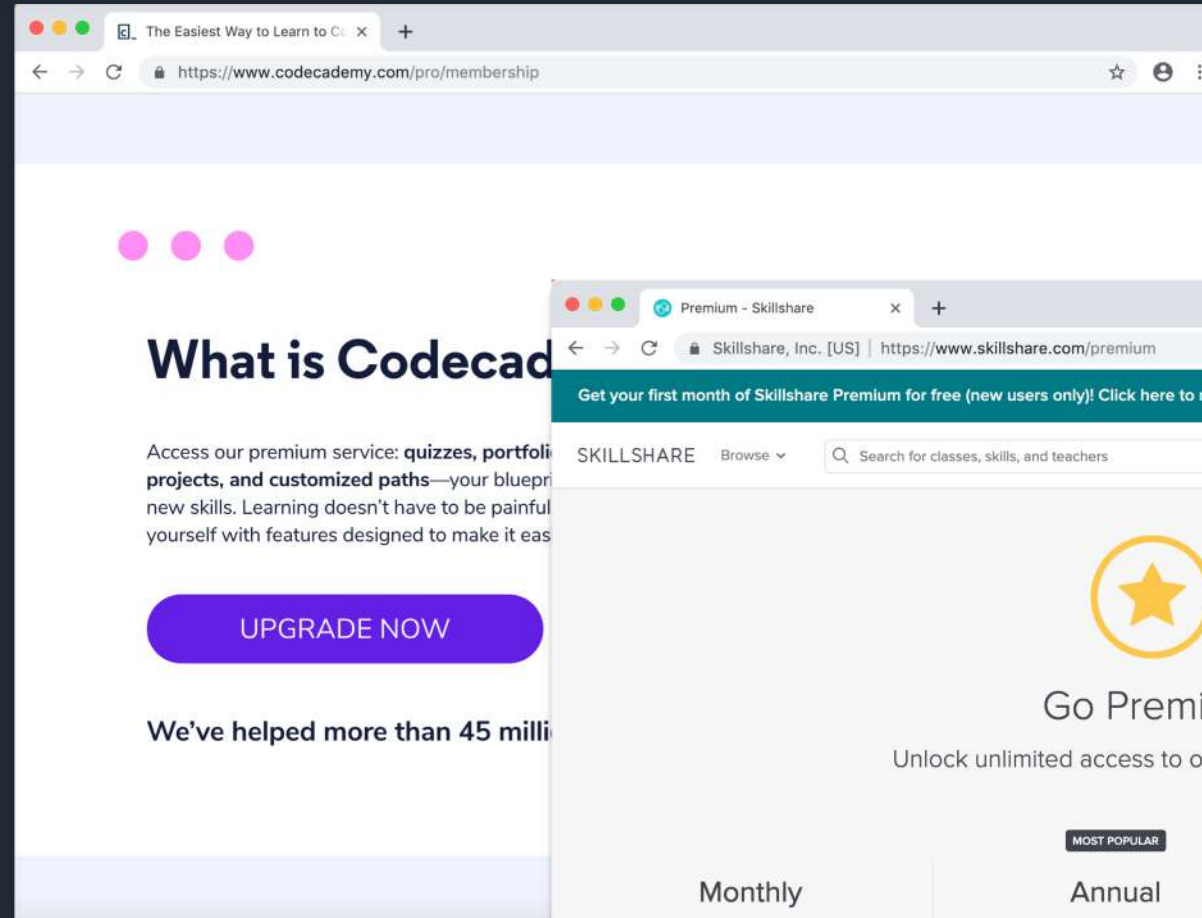 The Easiest Way to Learn to Co
https://www.codecademy.com/pro/membership
What is Codecad
Access our premium service: quizzes, portfoli
projects, and customized paths—your bluepri
new skills. Learning doesn't have to be painful
yourself with features designed to make it eas
UPGRADE NOW
We've helped more than 45 milli
Premium - Skillshare
Skillshare, Inc. [US] | https://www.skillshare.com/premium
Get your first month of Skillshare Premium for free (new users only)! Click here to
SKILLSHARE Browse Search for classes, skills, and teachers
Go Premi
Unlock unlimited access to o
MOST POPULAR
Monthly Annual